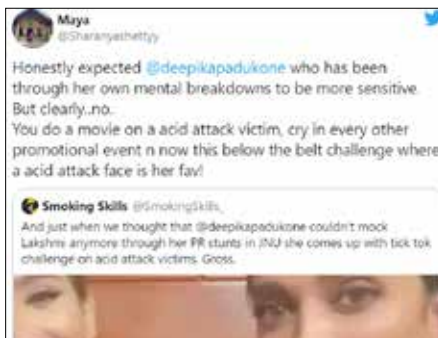 Maya
@Sharanyashettyy
Honestly expected @deepikapadukone who has been
through her own mental breakdowns to be more sensitive.
But clearly..no.
You do a movie on a acid attack victim, cry in every other
promotional event n now this below the belt challenge where
a acid attack face is her fav!
Smoking Skills @SmokingSkills_
And just when we thought that @deepikapadukone couldn't mock
Lakshmi anymore through her PR stunts in JNU she comes up with tick tok
challenge on acid attack victims. Gross.